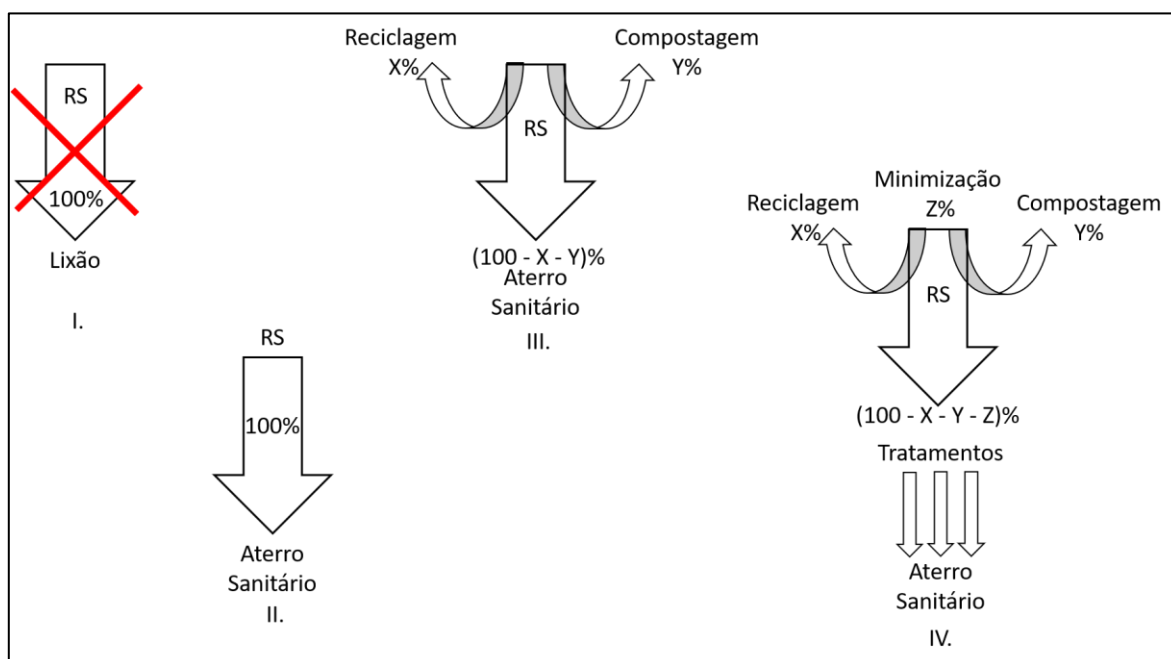 RS
100%
Lixão
I.
RS
100%
Aterro
Sanitário
II.
Reciclagem
X%
Compostagem
Y%
RS
(100 - X - Y)%
Aterro
Sanitário
III.
Minimização
Z%
Reciclagem
X%
Compostagem
Y%
RS
(100 - X - Y - Z)%
Tratamentos
Aterro
Sanitário
IV.